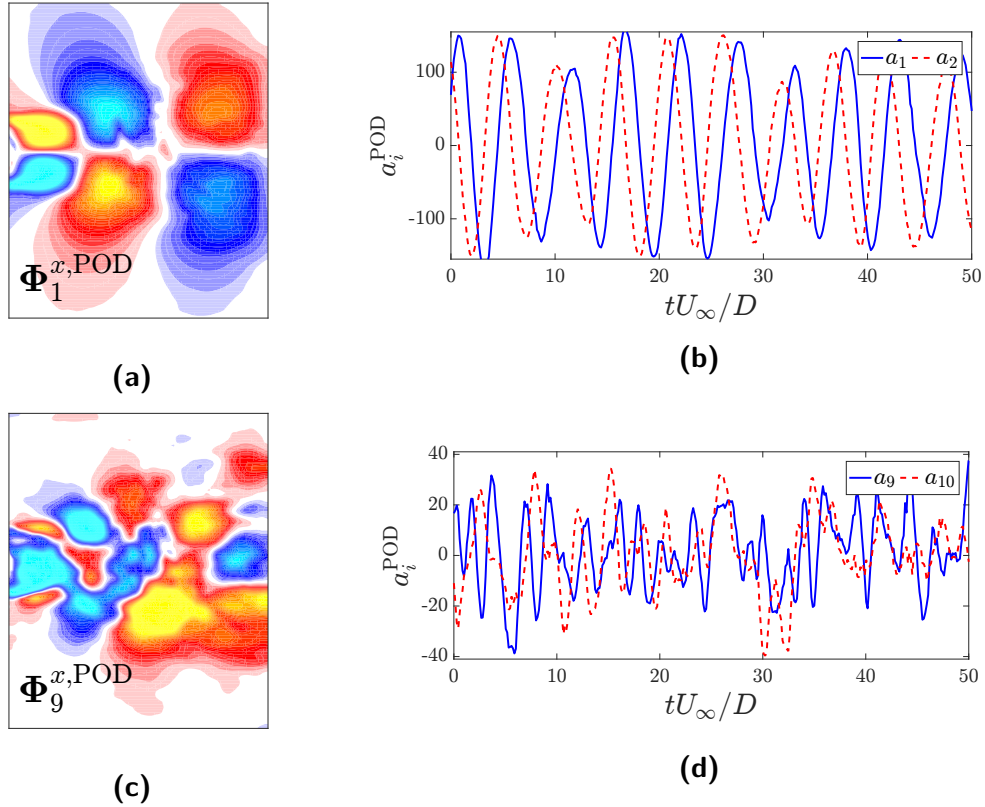 Φ₁^{x,POD}
(a)
a_i^{POD}
100
0
-100
a₁ a₂
0 10 20 30 40 50
tU∞/D
(b)
Φ₉^{x,POD}
(c)
a_i^{POD}
40
20
0
-20
-40
a₉ a₁₀
0 10 20 30 40 50
tU∞/D
(d)